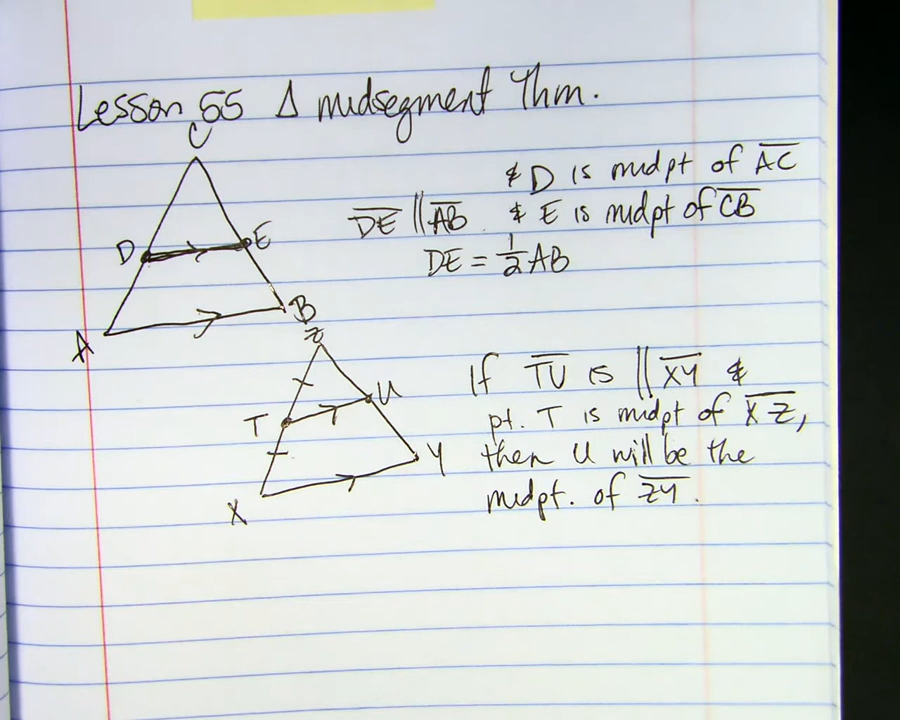 Lesson 55 Δ midsegment Thm.
C
& D is midpt of AC
DE ∥ AB & E is midpt of CB
D E
DE = 1/2 AB
B
A
Z
If TU is ∥ XY &
U
T
pt. T is midpt of XZ,
Y
then U will be the
X
midpt. of ZY.